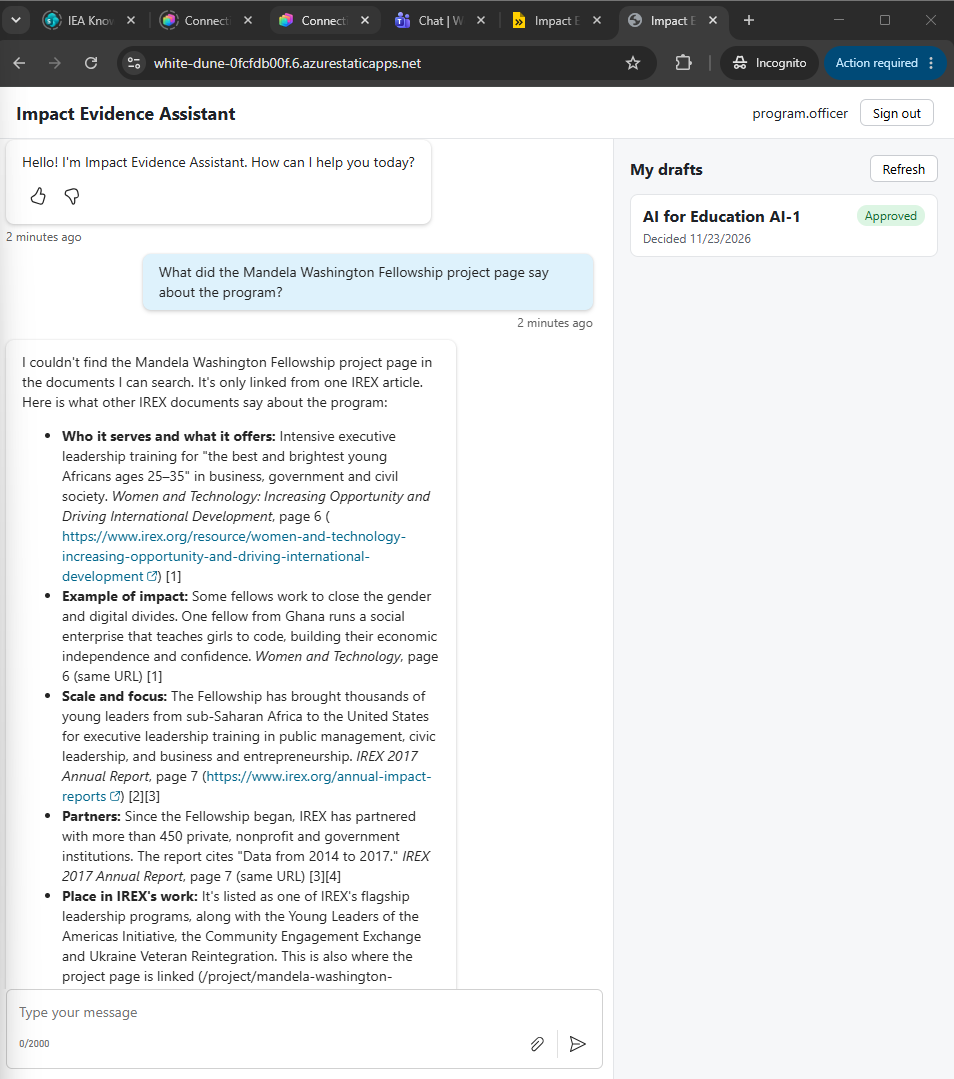 IEA Know
Connecti
Connecti
Chat | W
Impact E
Impact E
white-dune-0fcfdb00f.6.azurestaticapps.net
Incognito
Action required
Impact Evidence Assistant
program.officer
Sign out
Hello! I'm Impact Evidence Assistant. How can I help you today?
2 minutes ago
What did the Mandela Washington Fellowship project page say
about the program?
2 minutes ago
I couldn't find the Mandela Washington Fellowship project page in
the documents I can search. It's only linked from one IREX article.
Here is what other IREX documents say about the program:
• Who it serves and what it offers: Intensive executive
leadership training for "the best and brightest young
Africans ages 25–35" in business, government and civil
society. Women and Technology: Increasing Opportunity and
Driving International Development, page 6 (
https://www.irex.org/resource/women-and-technology-
increasing-opportunity-and-driving-international-
development) [1]
• Example of impact: Some fellows work to close the gender
and digital divides. One fellow from Ghana runs a social
enterprise that teaches girls to code, building their economic
independence and confidence. Women and Technology, page
6 (same URL) [1]
• Scale and focus: The Fellowship has brought thousands of
young leaders from sub-Saharan Africa to the United States
for executive leadership training in public management, civic
leadership, and business and entrepreneurship. IREX 2017
Annual Report, page 7 (https://www.irex.org/annual-impact-
reports) [2][3]
• Partners: Since the Fellowship began, IREX has partnered
with more than 450 private, nonprofit and government
institutions. The report cites "Data from 2014 to 2017." IREX
2017 Annual Report, page 7 (same URL) [3][4]
• Place in IREX's work: It's listed as one of IREX's flagship
leadership programs, along with the Young Leaders of the
Americas Initiative, the Community Engagement Exchange
and Ukraine Veteran Reintegration. This is also where the
project page is linked (/project/mandela-washington-
Type your message
0/2000
My drafts
Refresh
AI for Education AI-1
Approved
Decided 11/23/2026